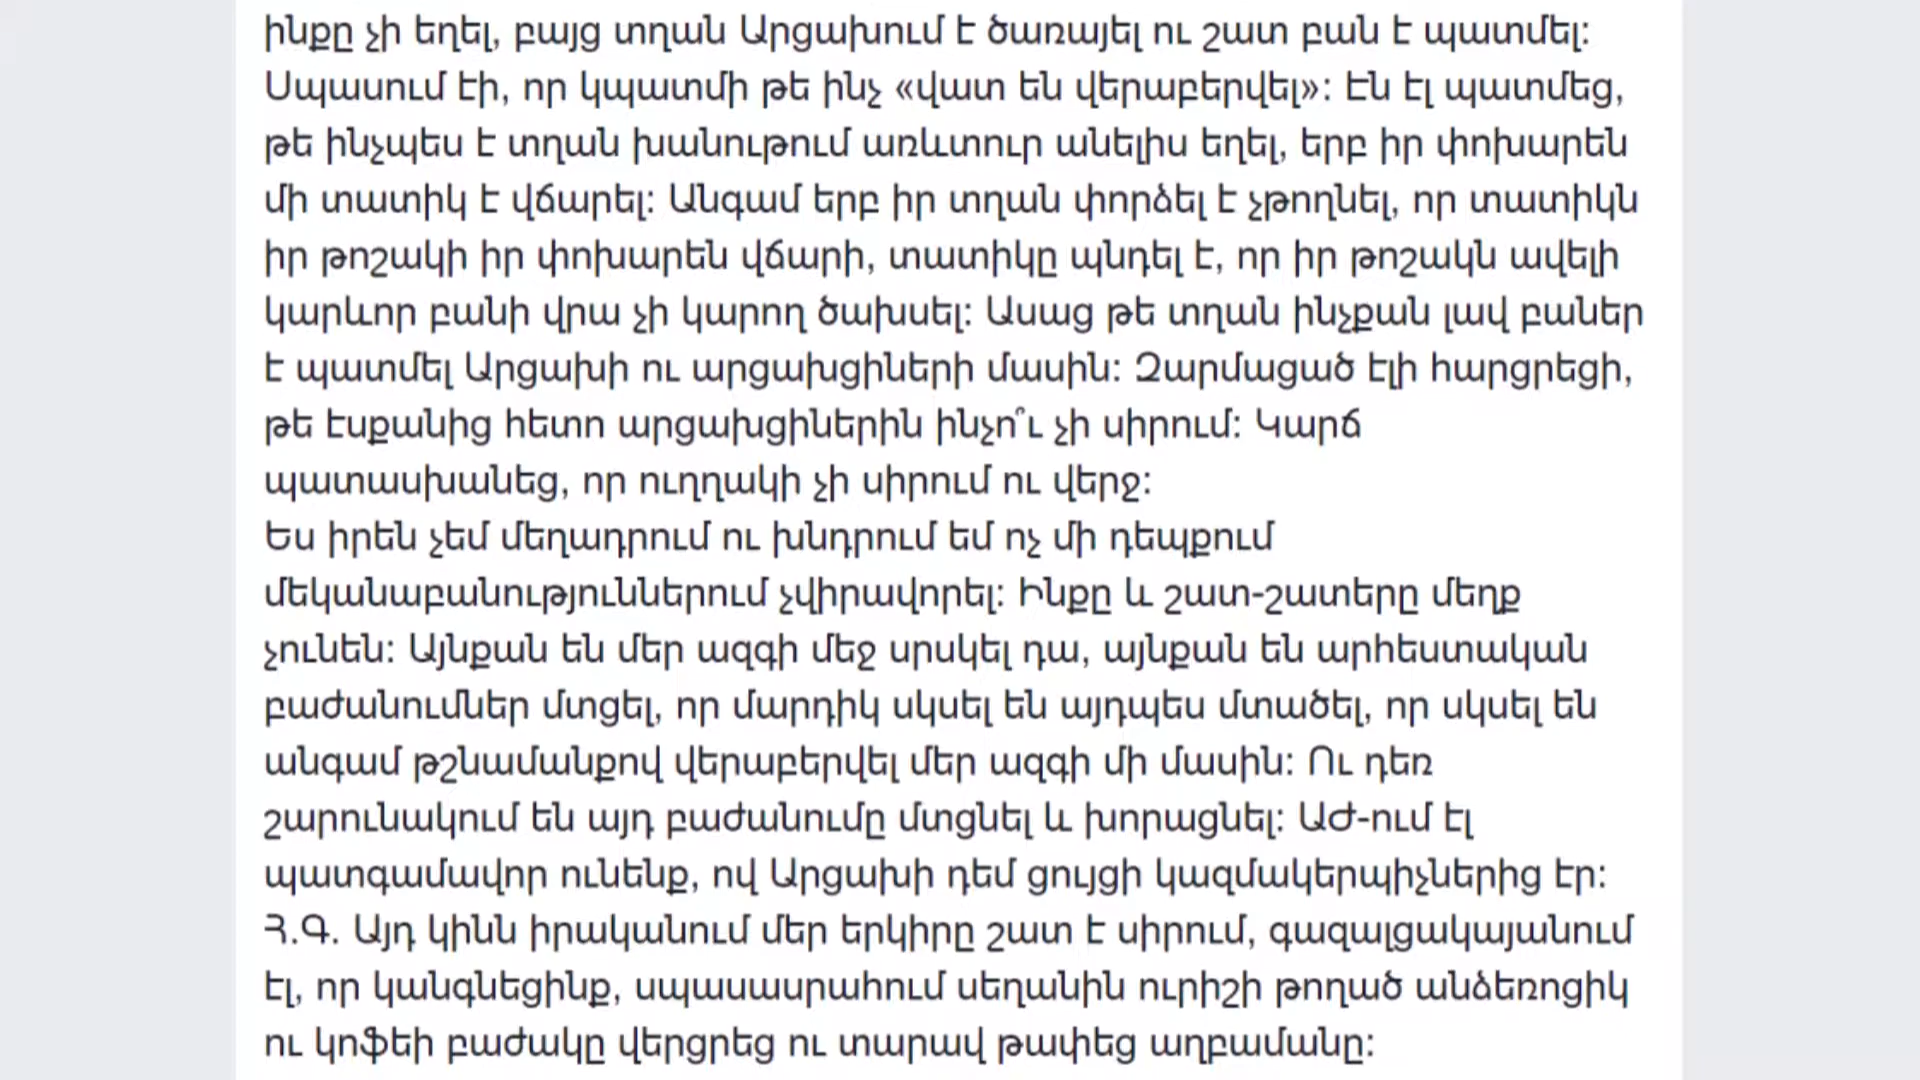 ինքը չի եղել, բայց տղան Արցախում է ծառայել ու շատ բան է պատմել:
Սպասում էի, որ կպատմի թե ինչ «վատ են վերաբերվել»: Էն էլ պատմեց,
թե ինչպես է տղան խանութում առևտուր անելիս եղել, երբ իր փոխարեն
մի տատիկ է վճարել: Անգամ երբ իր տղան փորձել է չթողնել, որ տատիկն
իր թոշակի իր փոխարեն վճարի, տատիկը պնդել է, որ իր թոշակն ավելի
կարևոր բանի վրա չի կարող ծախսել: Ասաց թե տղան ինչքան լավ բաներ
է պատմել Արցախի ու արցախցիների մասին: Զարմացած էլի հարցրեցի,
թե էսքանից հետո արցախցիներին ինչո՞ւ չի սիրում: Կարճ
պատասխանեց, որ ուղղակի չի սիրում ու վերջ:
Ես իրեն չեմ մեղադրում ու խնդրում եմ ոչ մի դեպքում
մեկանաբանություններում չվիրավորել: Ինքը և շատ-շատերը մեղք
չունեն: Այնքան են մեր ազգի մեջ սրսկել դա, այնքան են արհեստական
բաժանումներ մտցել, որ մարդիկ սկսել են այդպես մտածել, որ սկսել են
անգամ թշնամանքով վերաբերվել մեր ազգի մի մասին: Ու դեռ
շարունակում են այդ բաժանումը մտցնել և խորացնել: ԱԺ-ում էլ
պատգամավոր ունենք, ով Արցախի դեմ ցույցի կազմակերպիչներից էր:
Հ.Գ. Այդ կինն իրականում մեր երկիրը շատ է սիրում, գազալցակայանում
էլ, որ կանգնեցինք, սպասասրահում սեղանին ուրիշի թողած անձեռոցիկ
ու կոֆեի բաժակը վերցրեց ու տարավ թափեց աղբամանը: